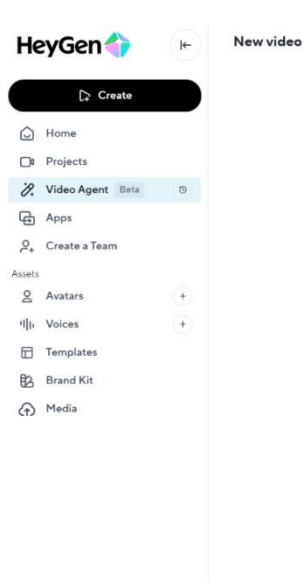 HeyGen
New video
Create
Home
Projects
Video Agent Beta
Apps
Create a Team
Assets
Avatars
Voices
Templates
Brand Kit
Media